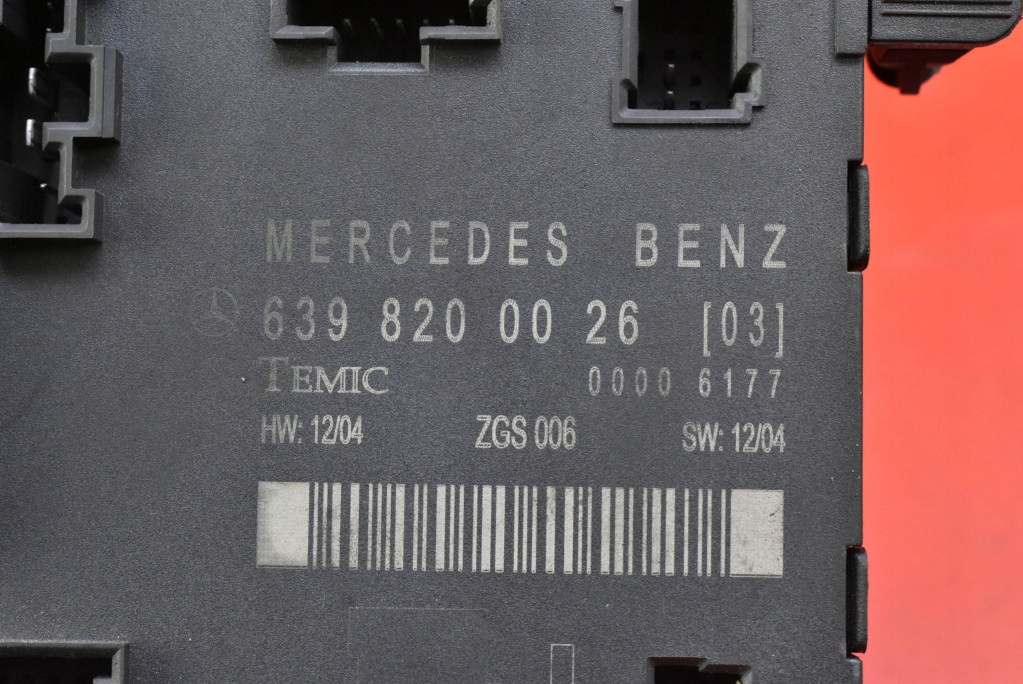 MERCEDES BENZ
639 820 00 26 [03]
TEMIC 0000 6177
HW: 12/04 ZGS 006 SW: 12/04